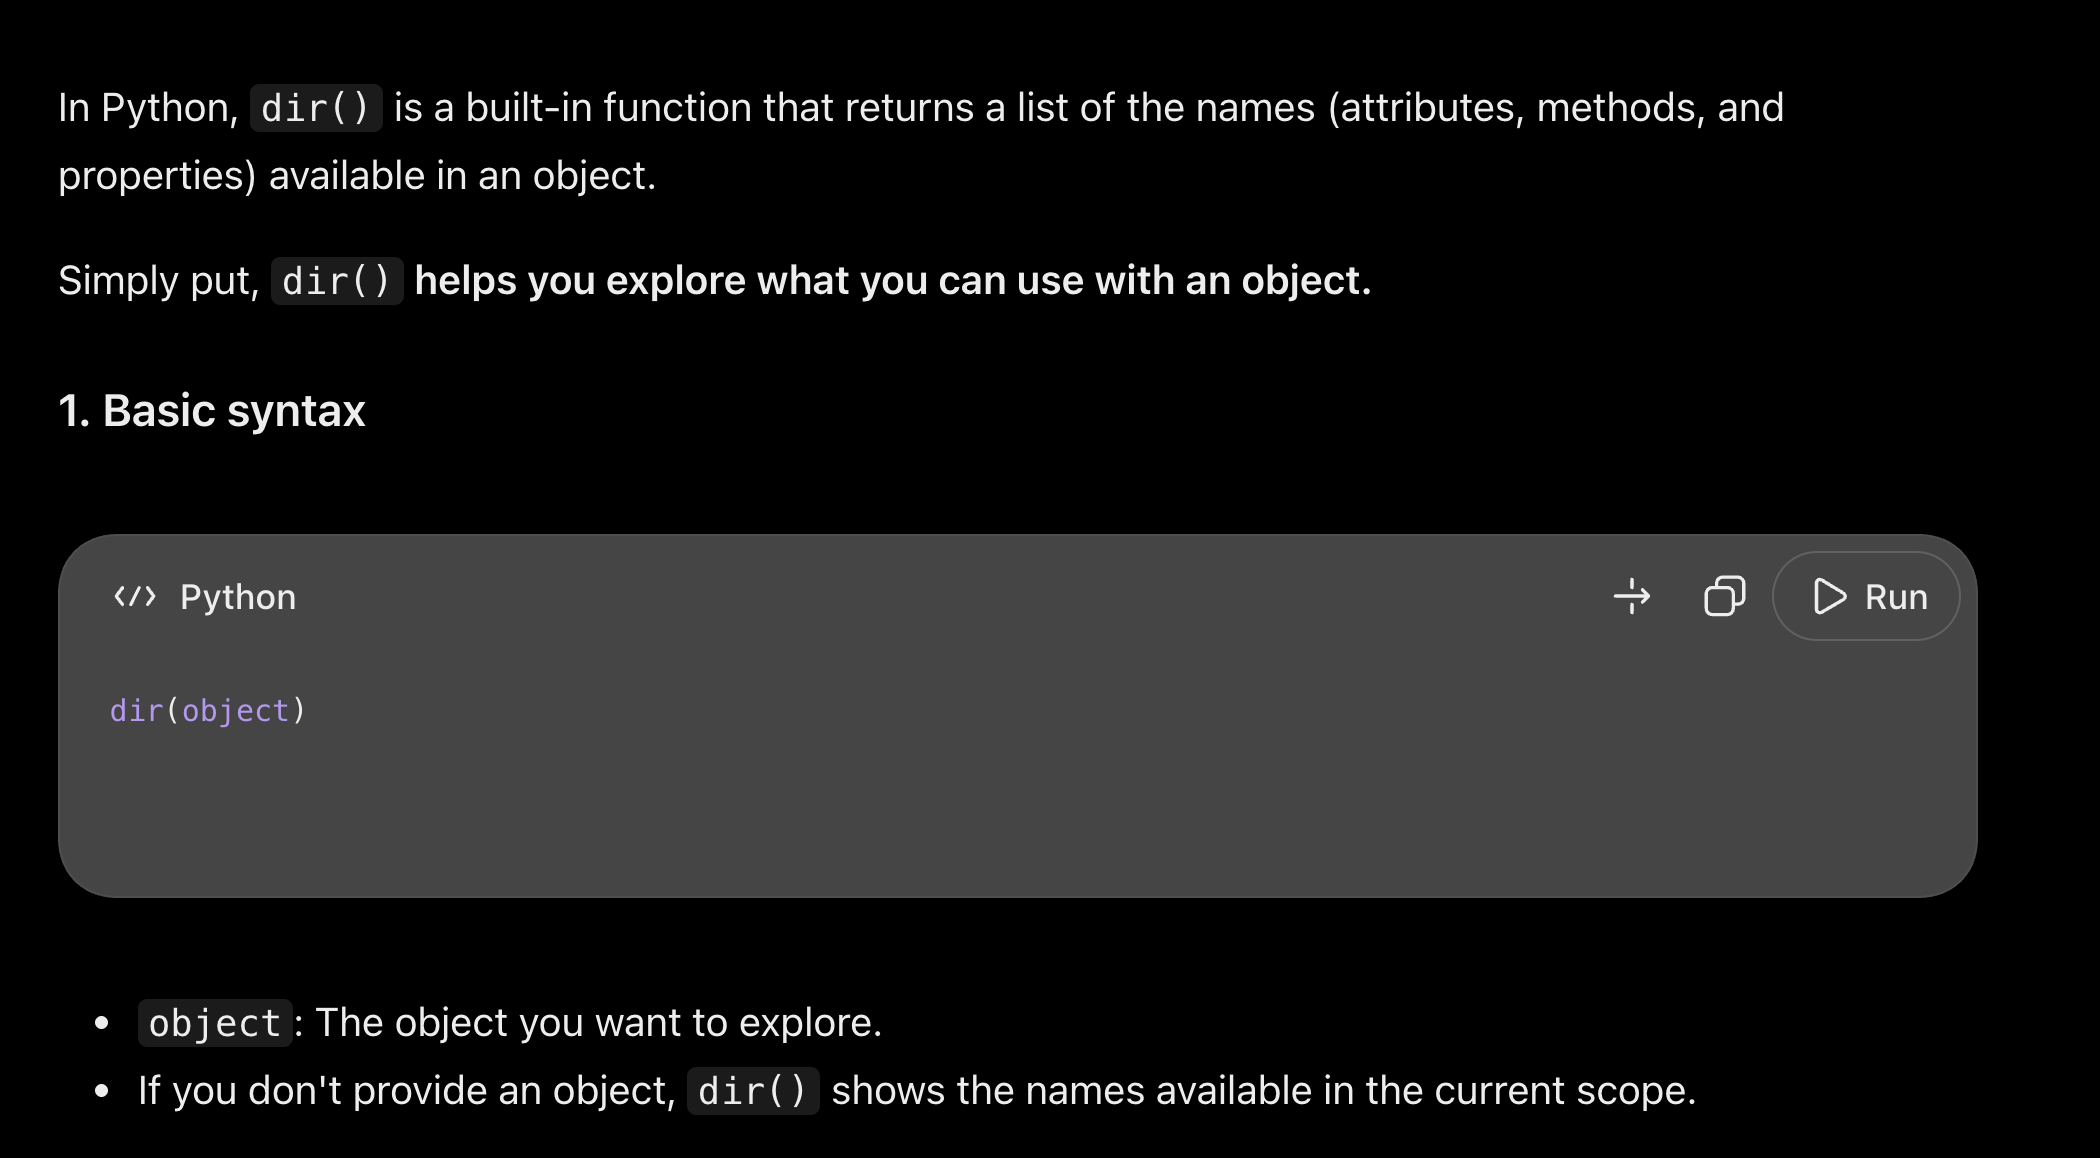 In Python, dir() is a built-in function that returns a list of the names (attributes, methods, and
properties) available in an object.
Simply put, dir() helps you explore what you can use with an object.
1. Basic syntax
</> Python Run
dir(object)
• object: The object you want to explore.
• If you don't provide an object, dir() shows the names available in the current scope.